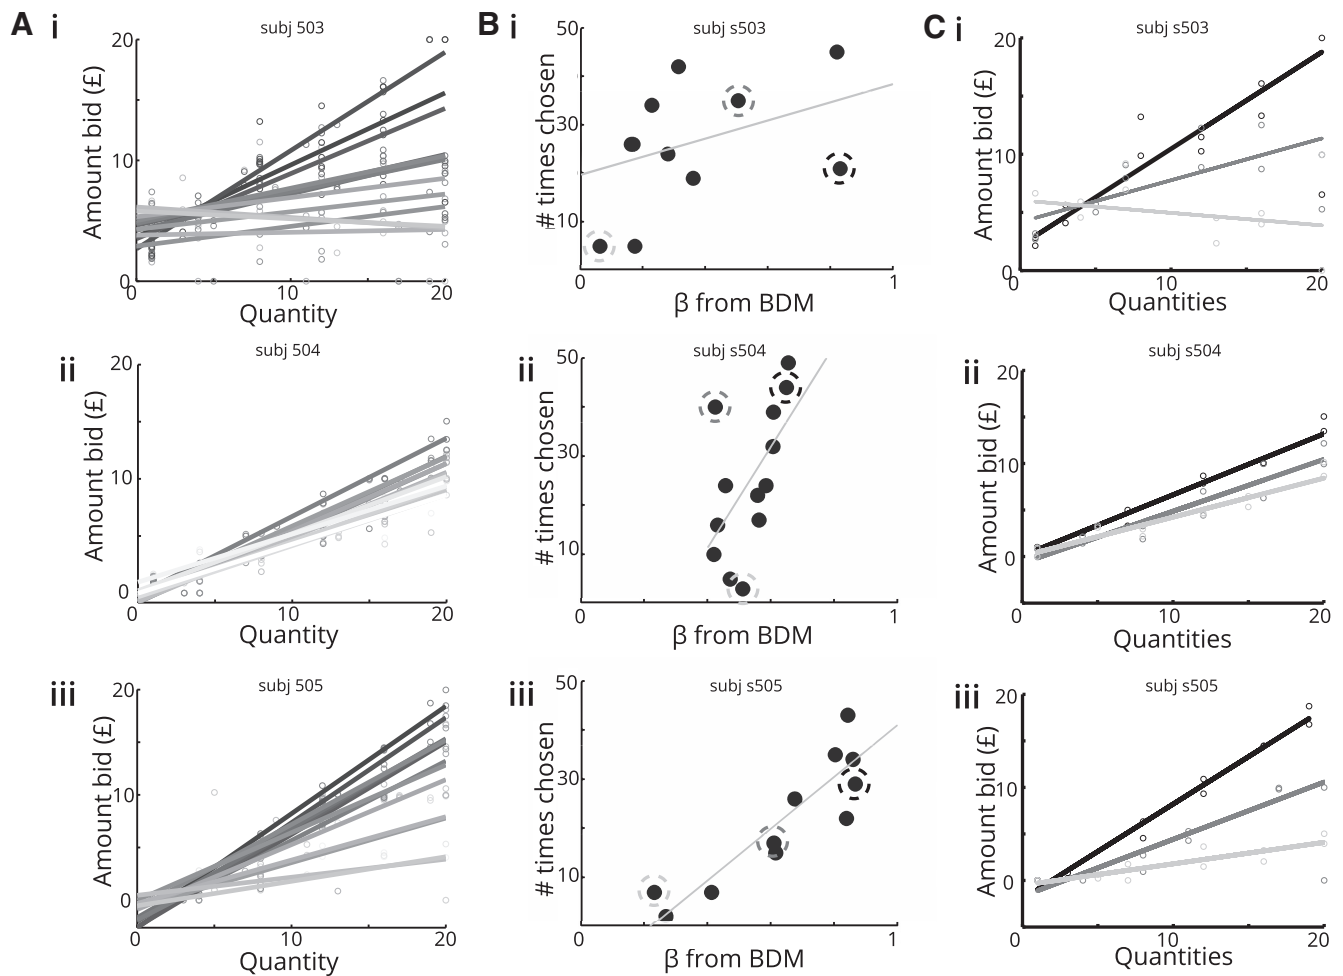 A i
subj 503
20
10
0
Amount bid (£)
0
10
20
Quantity
B i
subj s503
50
30
10
# times chosen
0
1
β from BDM
C i
subj s503
20
10
0
Amount bid (£)
0
10
20
Quantities
ii
subj 504
20
10
0
Amount bid (£)
0
10
20
Quantity
ii
subj s504
50
30
10
# times chosen
0
1
β from BDM
ii
subj s504
20
10
0
Amount bid (£)
0
10
20
Quantities
iii
subj 505
20
10
0
Amount bid (£)
0
10
20
Quantity
iii
subj s505
50
30
10
# times chosen
0
1
β from BDM
iii
subj s505
20
10
0
Amount bid (£)
0
10
20
Quantities